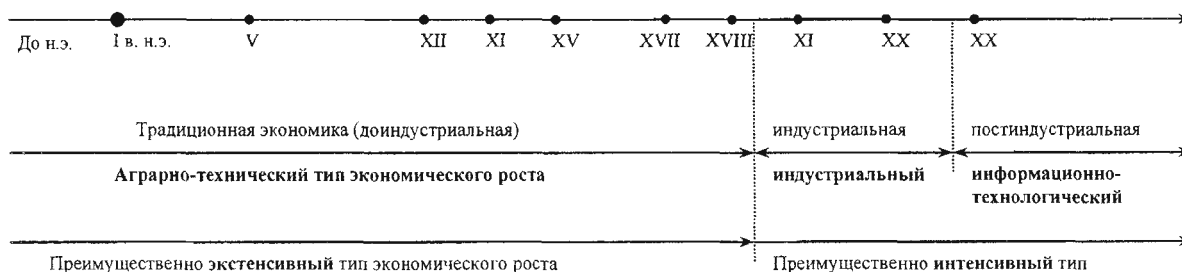 До н.э. I в. н.э. V XII XI XV XVII XVIII XI XX XX
Традиционная экономика (доиндустриальная) индустриальная постиндустриальная
Аграрно-технический тип экономического роста индустриальный информационно-
технологический
Преимущественно экстенсивный тип экономического роста Преимущественно интенсивный тип